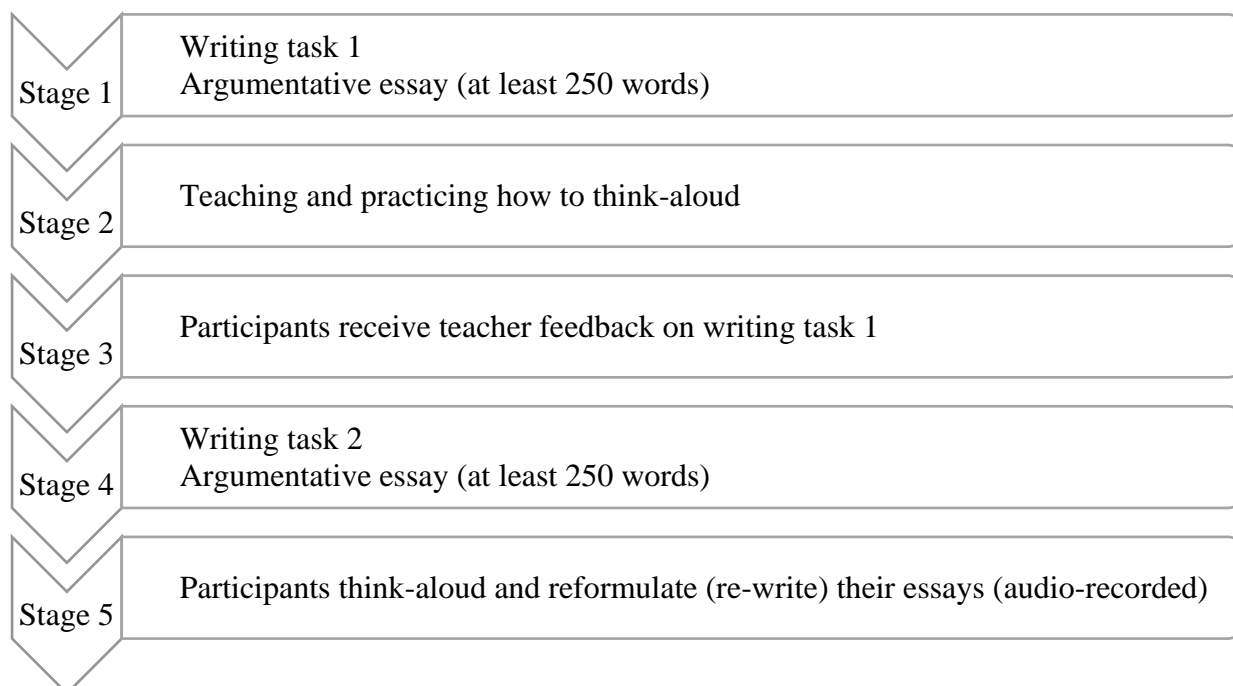 Stage 1
Writing task 1
Argumentative essay (at least 250 words)
Stage 2
Teaching and practicing how to think-aloud
Stage 3
Participants receive teacher feedback on writing task 1
Stage 4
Writing task 2
Argumentative essay (at least 250 words)
Stage 5
Participants think-aloud and reformulate (re-write) their essays (audio-recorded)